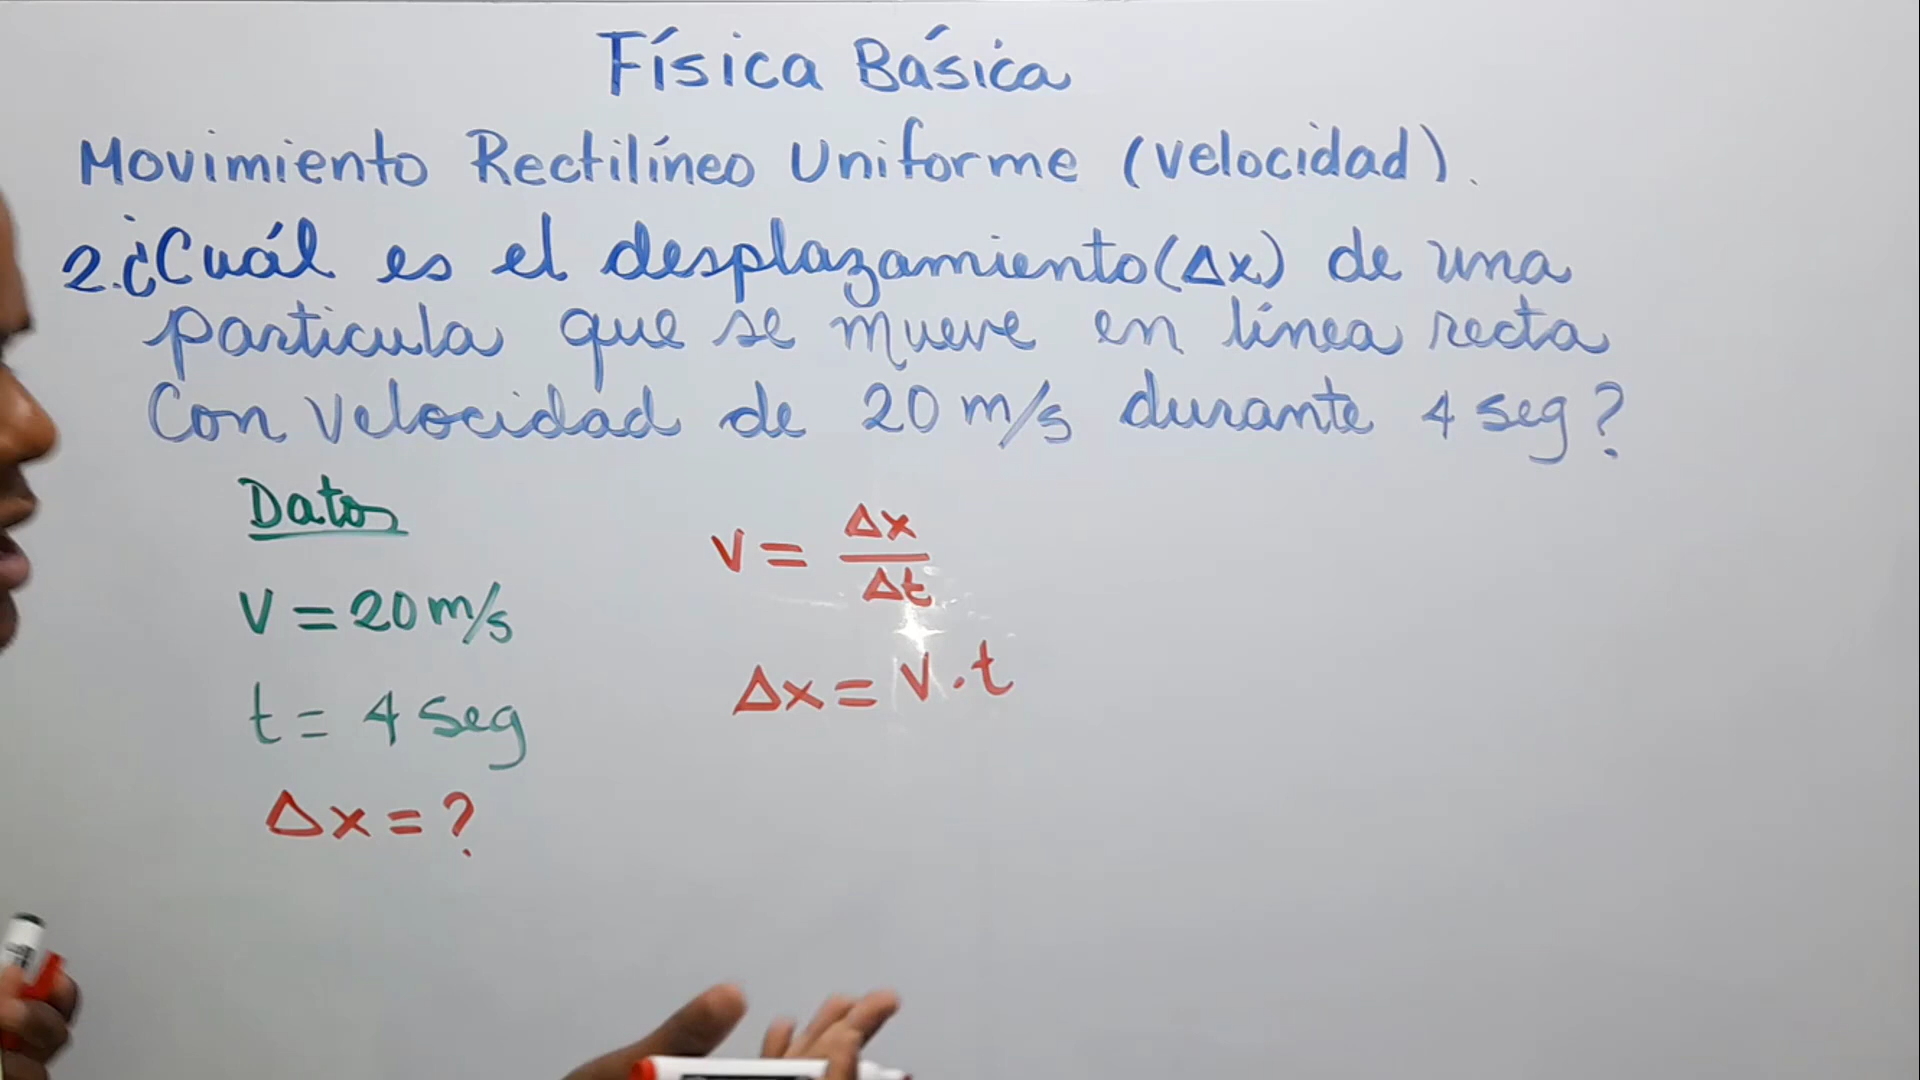 Física Básica
Movimiento Rectilíneo Uniforme (velocidad).
2.¿Cuál es el desplazamiento(Δx) de una
particula que se mueve en línea recta
Con velocidad de 20 m/s durante 4 seg?
Datos
V = 20 m/s
t = 4 seg
Δx = ?
V = Δx/Δt
Δx = V.t